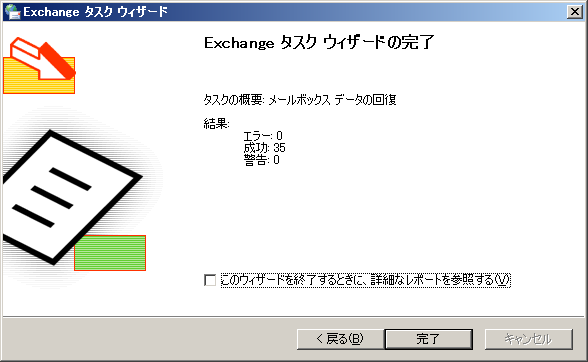 Exchange タスク ウィザード
Exchange タスク ウィザードの完了
タスクの概要: メールボックス データの回復
結果:
エラー: 0
成功: 35
警告: 0
このウィザードを終了するときに、詳細なレポートを参照する(V)
< 戻る(B)
完了
キャンセル